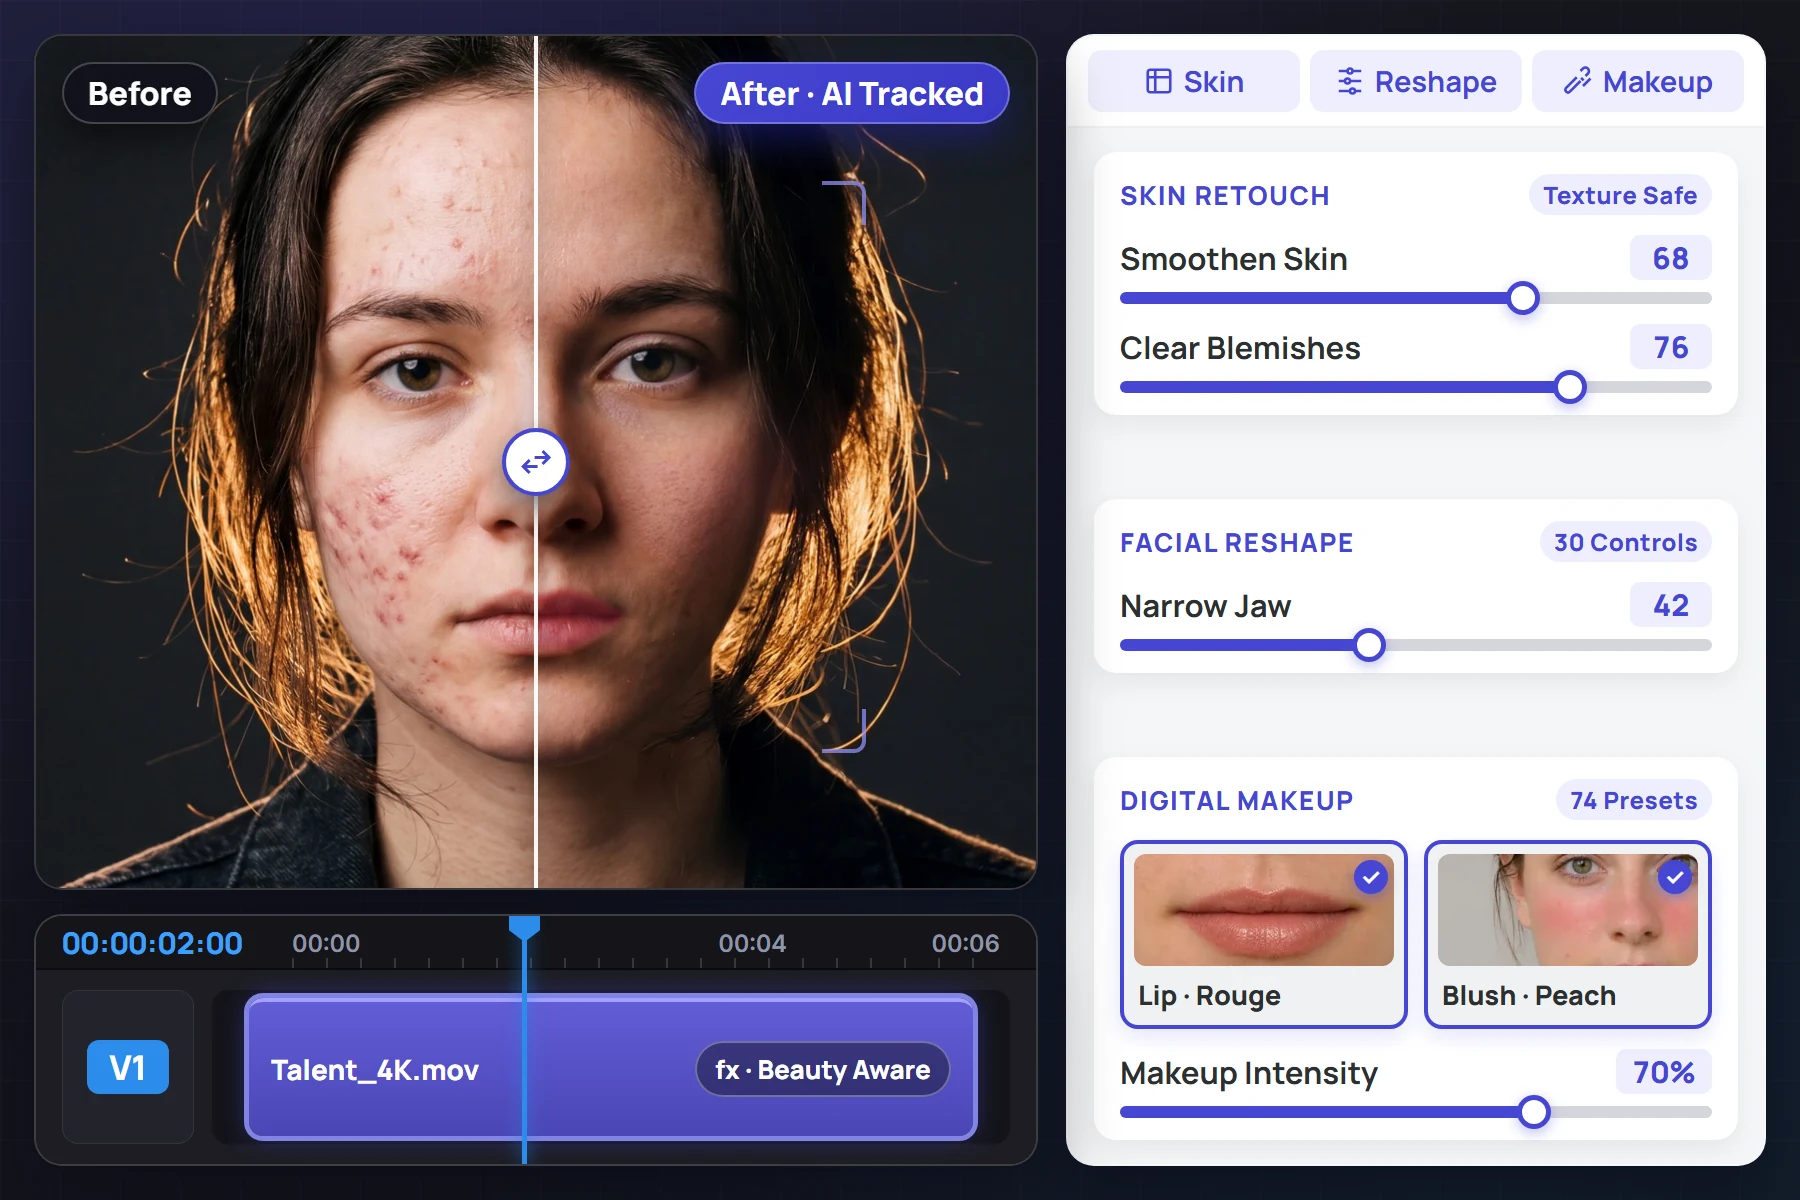 Before
After · AI Tracked
00:00:02:00
00:00
00:04
00:06
V1
Talent_4K.mov
fx · Beauty Aware
Skin
Reshape
Makeup
SKIN RETOUCH
Texture Safe
Smoothen Skin
68
Clear Blemishes
76
FACIAL RESHAPE
30 Controls
Narrow Jaw
42
DIGITAL MAKEUP
74 Presets
Lip · Rouge
Blush · Peach
Makeup Intensity
70%